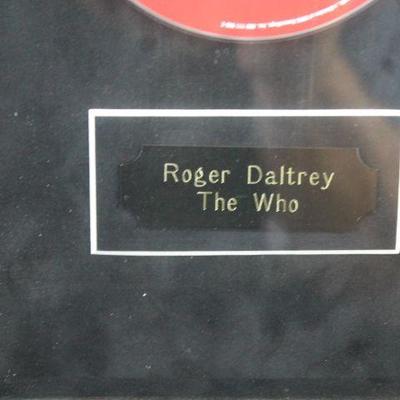 Roger Daltrey
The Who